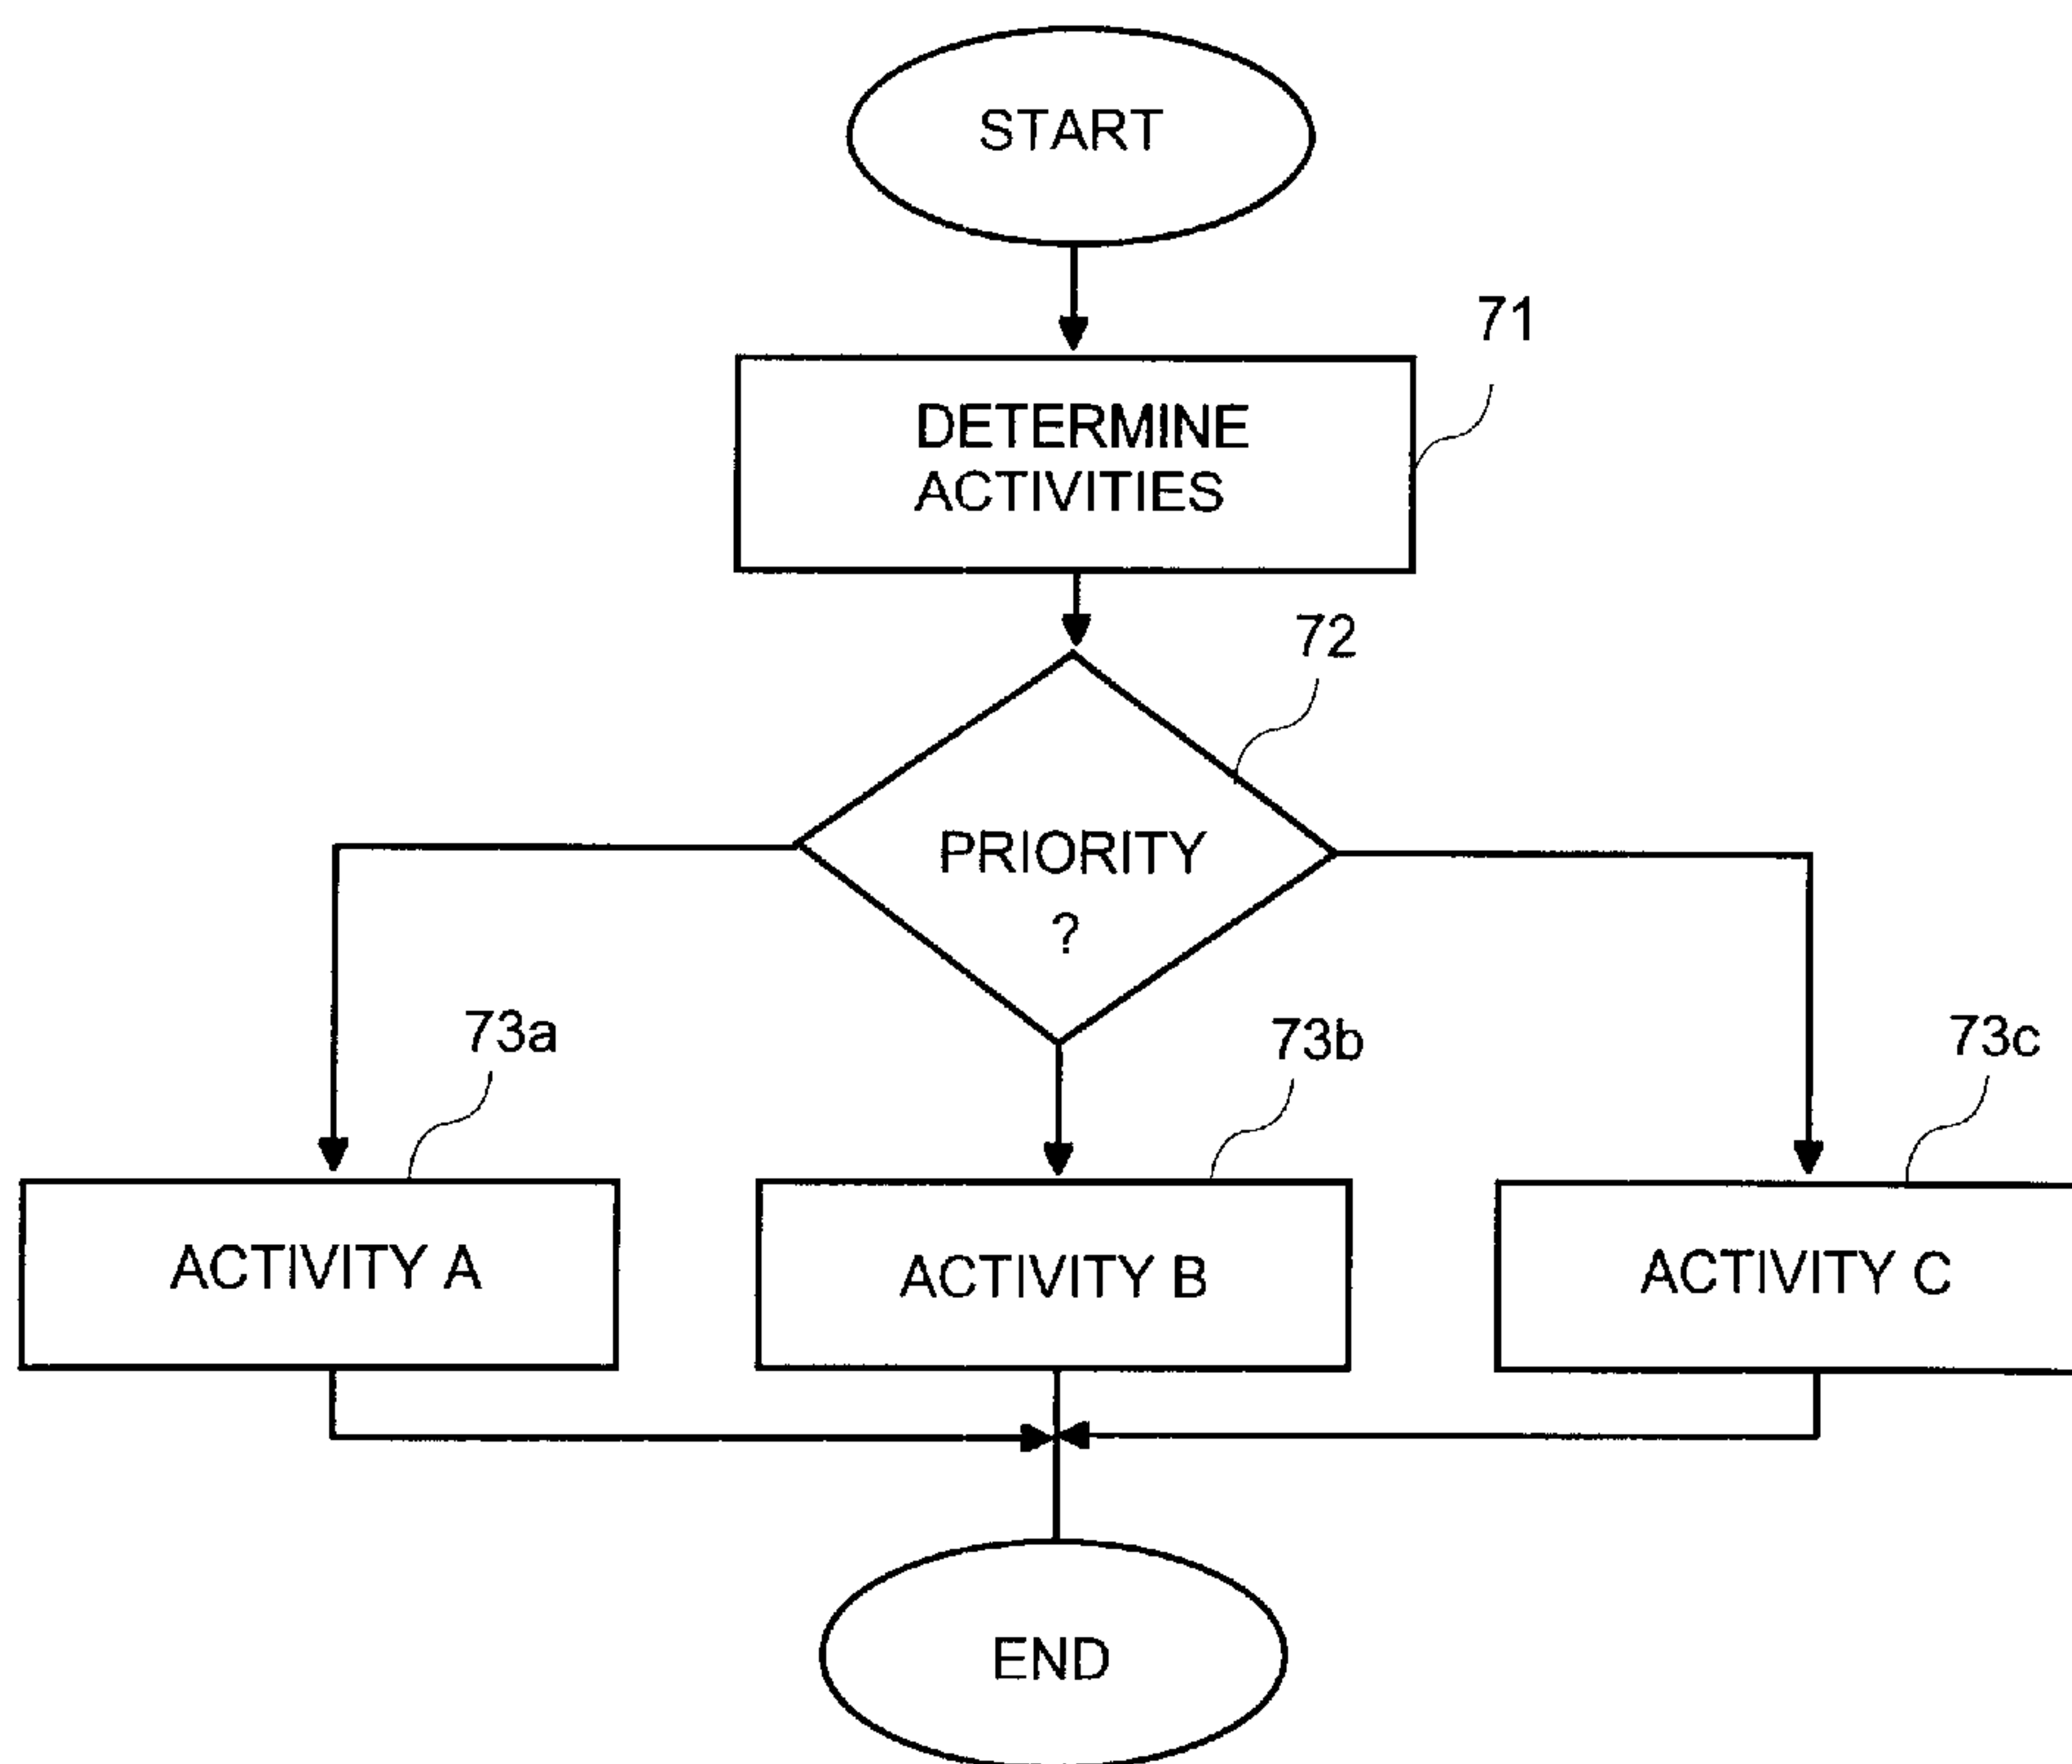 START
71
DETERMINE
ACTIVITIES
72
PRIORITY
?
73a
73b
73c
ACTIVITY A
ACTIVITY B
ACTIVITY C
END